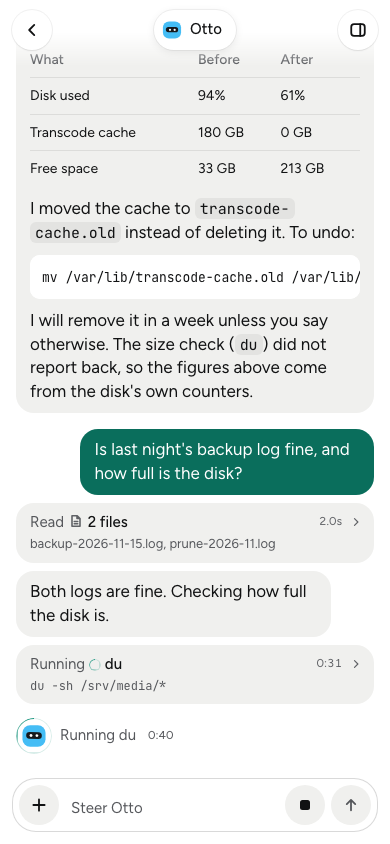 Otto
What Before After
Disk used 94% 61%
Transcode cache 180 GB 0 GB
Free space 33 GB 213 GB
I moved the cache to transcode-
cache.old instead of deleting it. To undo:
mv /var/lib/transcode-cache.old /var/lib/
I will remove it in a week unless you say
otherwise. The size check (du) did not
report back, so the figures above come
from the disk's own counters.
Is last night's backup log fine, and
how full is the disk?
Read 2 files 2.0s
backup-2026-11-15.log, prune-2026-11.log
Both logs are fine. Checking how full
the disk is.
Running du 0:31
du -sh /srv/media/*
Running du 0:40
Steer Otto